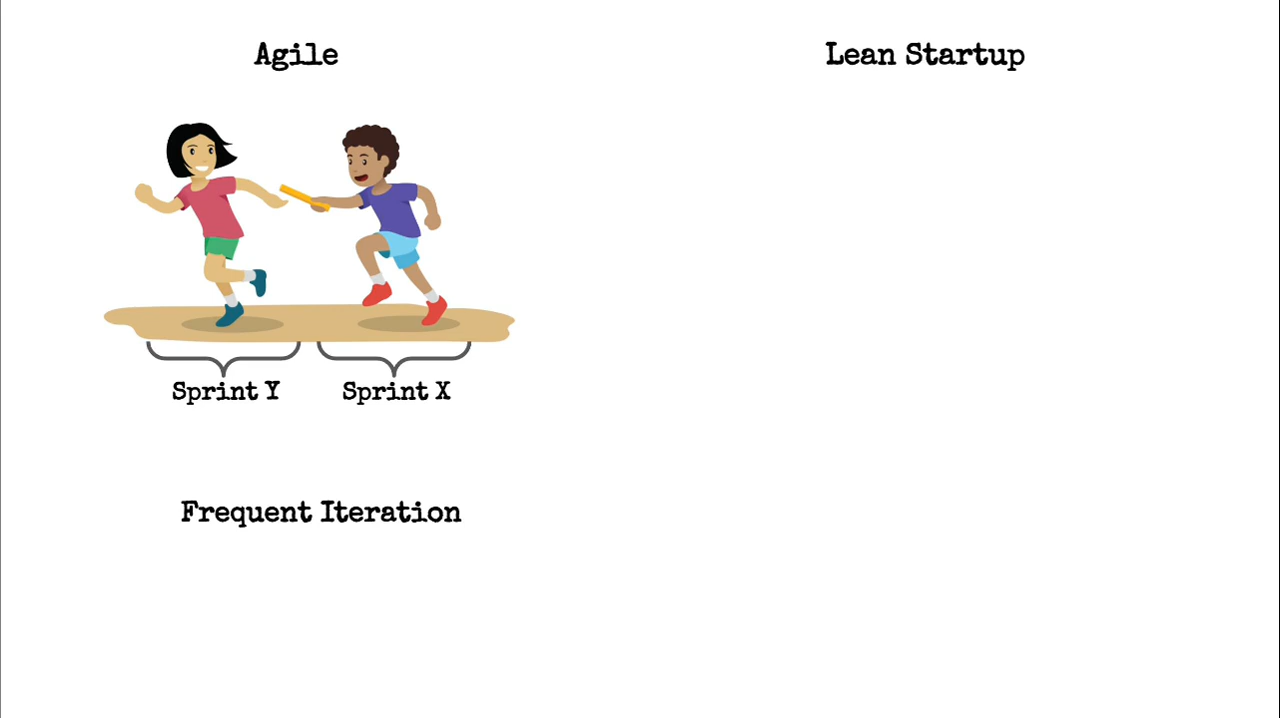 Agile
Lean Startup
Sprint Y
Sprint X
Frequent Iteration